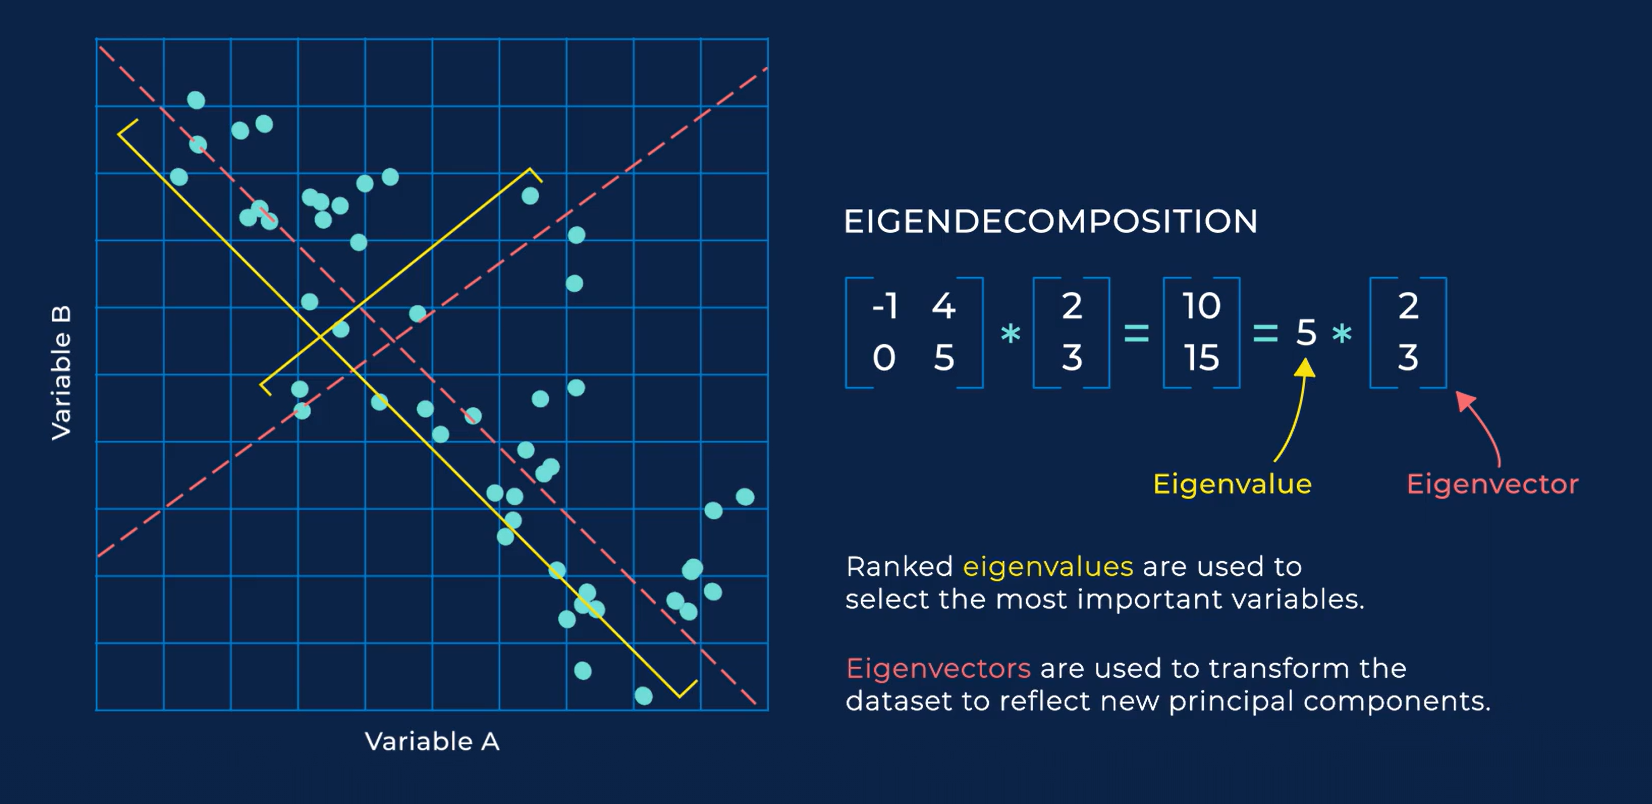 Variable B
Variable A
EIGENDECOMPOSITION
-1 4 2 10 2
* = = 5 *
0 5 3 15 3
Eigenvalue Eigenvector
Ranked eigenvalues are used to
select the most important variables.
Eigenvectors are used to transform the
dataset to reflect new principal components.